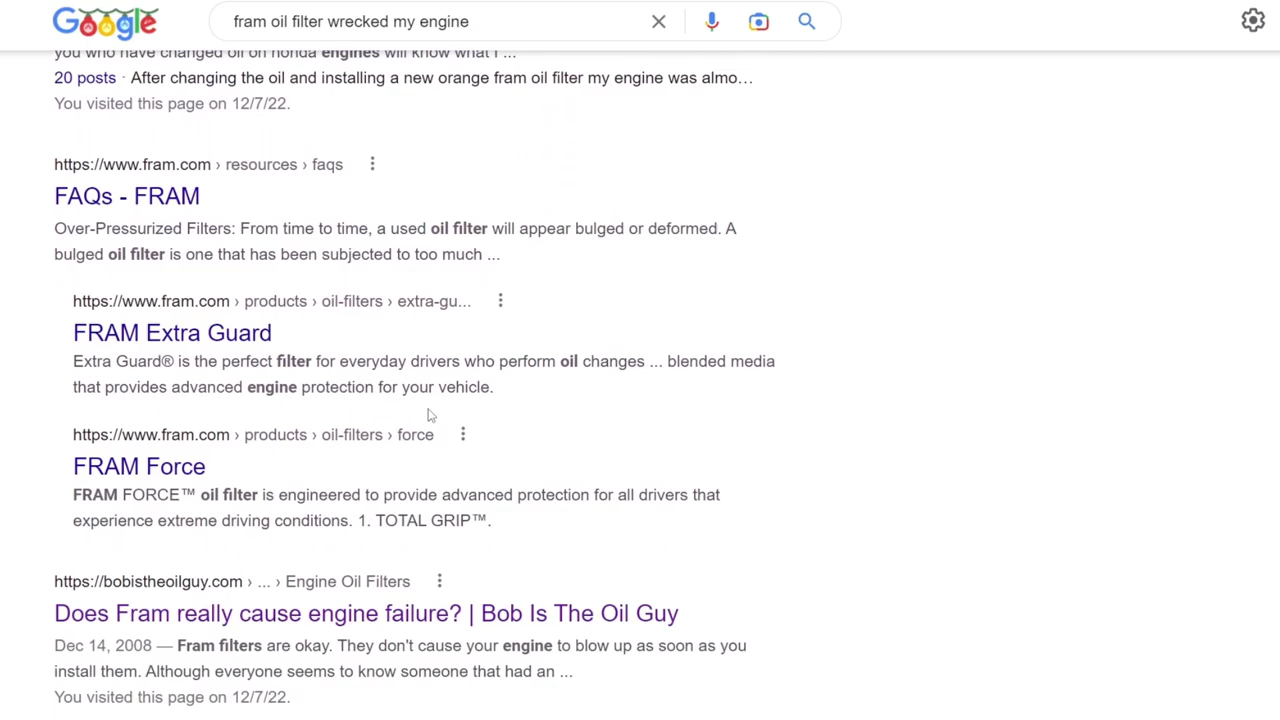 Google
fram oil filter wrecked my engine
you who have changed oil on honda engines will know what I ...
20 posts · After changing the oil and installing a new orange fram oil filter my engine was almo…
You visited this page on 12/7/22.
https://www.fram.com › resources › faqs
FAQs - FRAM
Over-Pressurized Filters: From time to time, a used oil filter will appear bulged or deformed. A
bulged oil filter is one that has been subjected to too much ...
https://www.fram.com › products › oil-filters › extra-gu...
FRAM Extra Guard
Extra Guard® is the perfect filter for everyday drivers who perform oil changes ... blended media
that provides advanced engine protection for your vehicle.
https://www.fram.com › products › oil-filters › force
FRAM Force
FRAM FORCE™ oil filter is engineered to provide advanced protection for all drivers that
experience extreme driving conditions. 1. TOTAL GRIP™.
https://bobistheoilguy.com › ... › Engine Oil Filters
Does Fram really cause engine failure? | Bob Is The Oil Guy
Dec 14, 2008 — Fram filters are okay. They don't cause your engine to blow up as soon as you
install them. Although everyone seems to know someone that had an ...
You visited this page on 12/7/22.